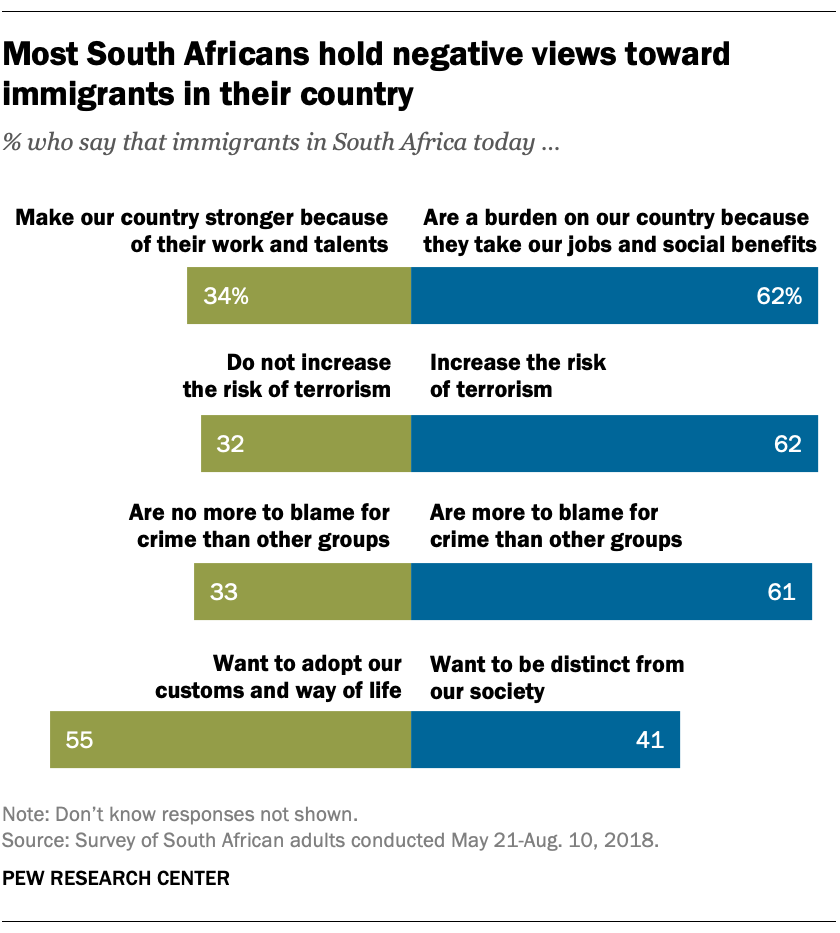 Most South Africans hold negative views toward
immigrants in their country
% who say that immigrants in South Africa today ...
Make our country stronger because
of their work and talents
Are a burden on our country because
they take our jobs and social benefits
34%
62%
Do not increase
the risk of terrorism
Increase the risk
of terrorism
32
62
Are no more to blame for
crime than other groups
Are more to blame for
crime than other groups
33
61
Want to adopt our
customs and way of life
Want to be distinct from
our society
55
41
Note: Don’t know responses not shown.
Source: Survey of South African adults conducted May 21-Aug. 10, 2018.
PEW RESEARCH CENTER